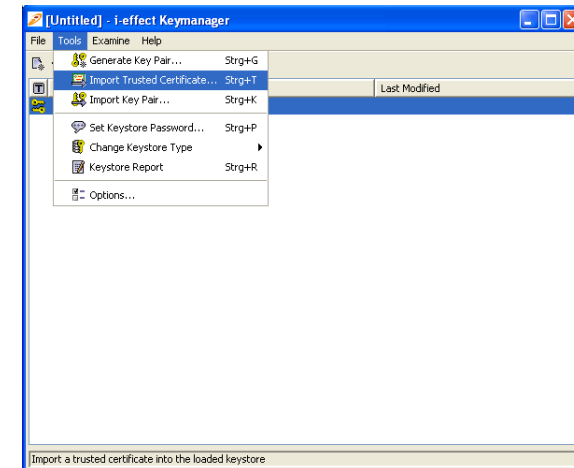 [Untitled] - i-effect Keymanager
File Tools Examine Help
Generate Key Pair... Strg+G
Import Trusted Certificate... Strg+T
Import Key Pair... Strg+K
Set Keystore Password... Strg+P
Change Keystore Type
Keystore Report Strg+R
Options...
T Last Modified
Import a trusted certificate into the loaded keystore